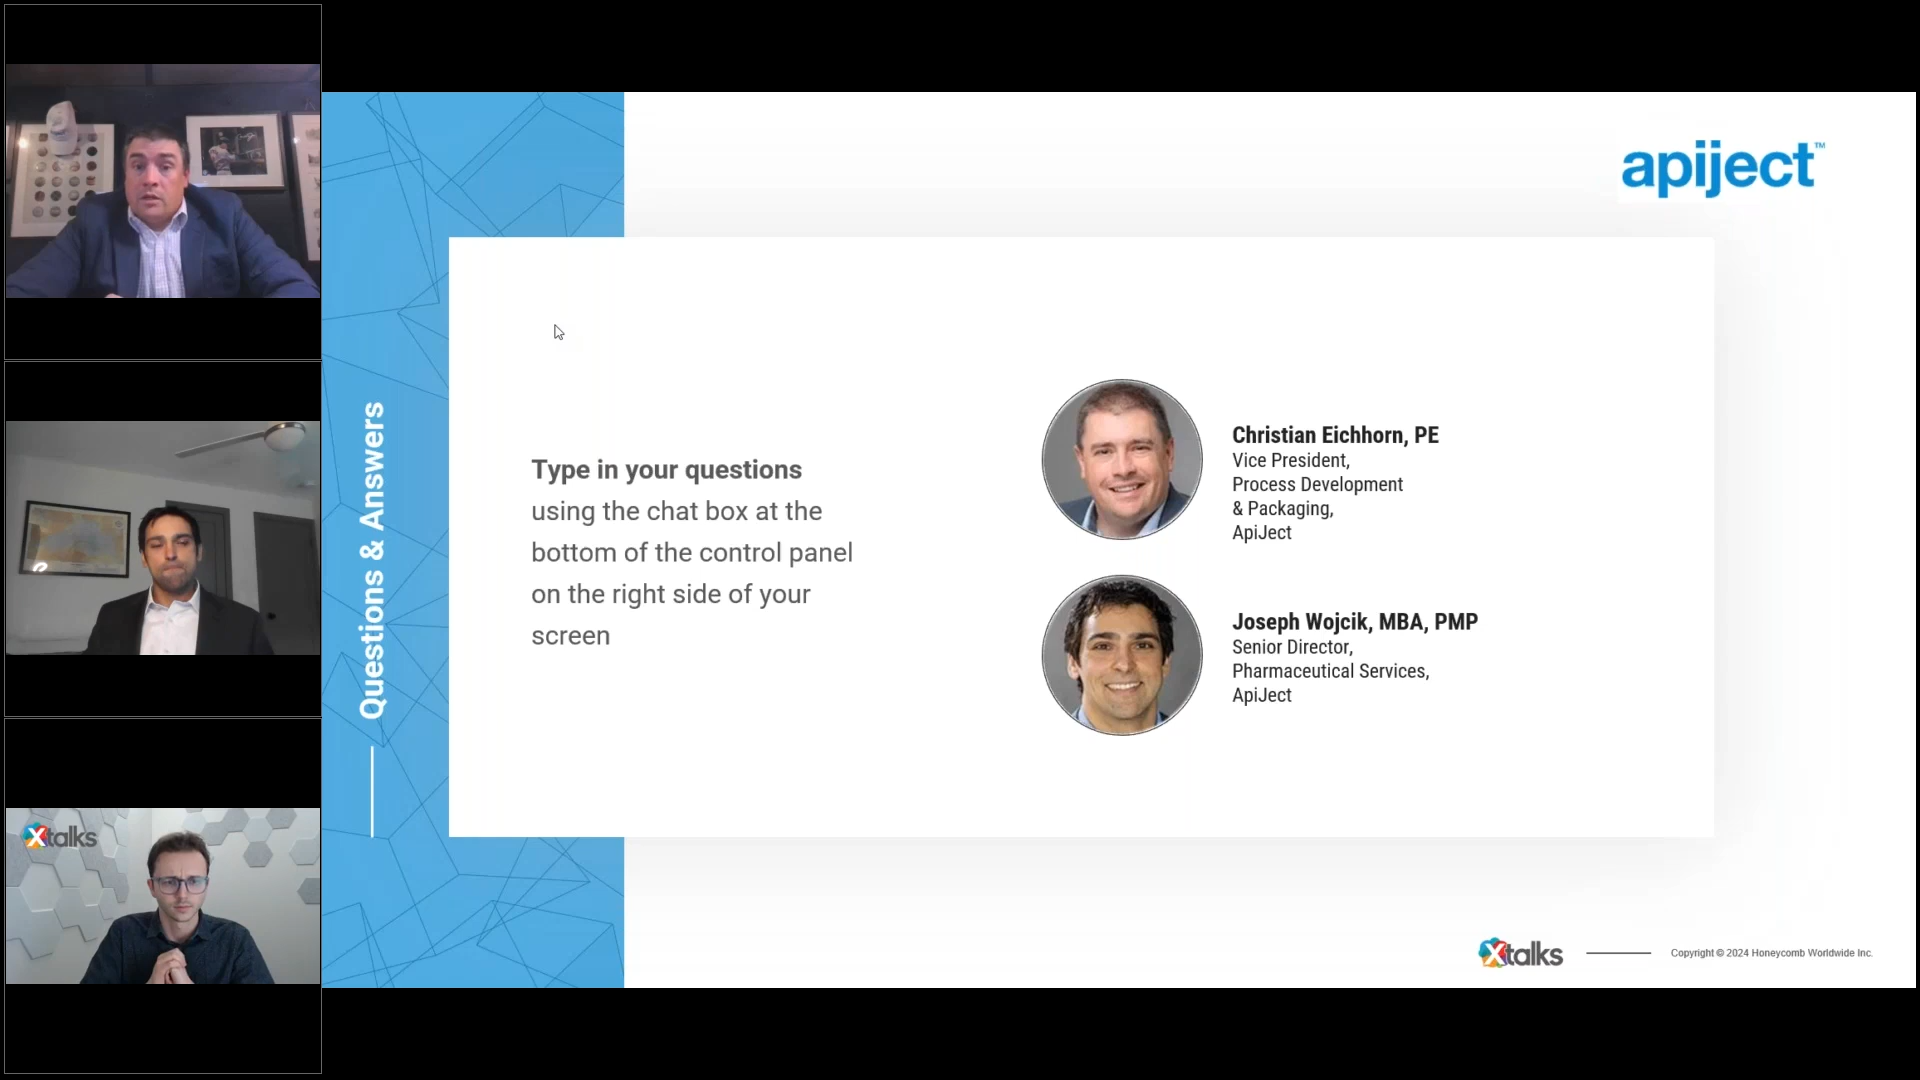 apiject™
Questions & Answers
Type in your questions
using the chat box at the
bottom of the control panel
on the right side of your
screen
Christian Eichhorn, PE
Vice President,
Process Development
& Packaging,
ApiJect
Joseph Wojcik, MBA, PMP
Senior Director,
Pharmaceutical Services,
ApiJect
Xtalks
Xtalks
Copyright © 2024 Honeycomb Worldwide Inc.